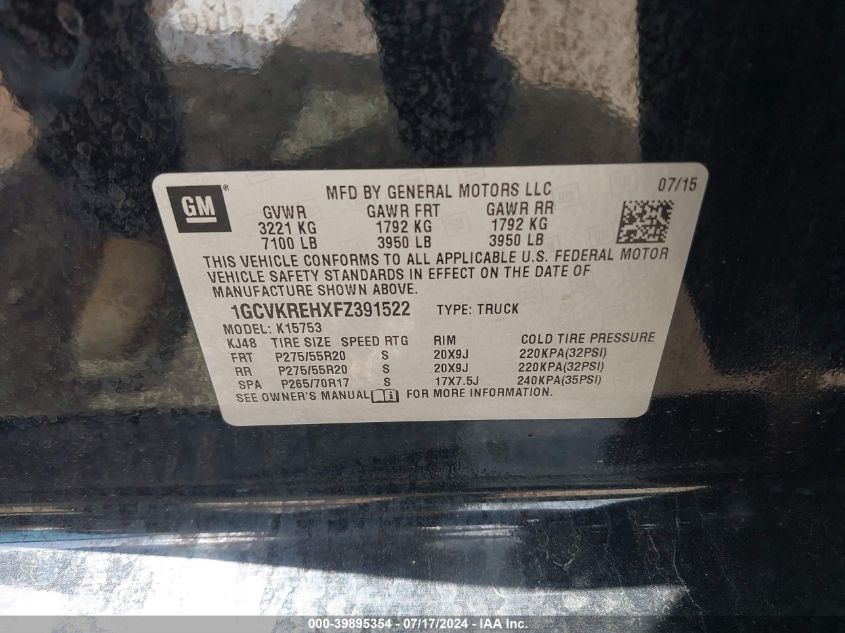 GM ®
MFD BY GENERAL MOTORS LLC 07/15
GVWR GAWR FRT GAWR RR
3221 KG 1792 KG 1792 KG
7100 LB 3950 LB 3950 LB
THIS VEHICLE CONFORMS TO ALL APPLICABLE U.S. FEDERAL MOTOR
VEHICLE SAFETY STANDARDS IN EFFECT ON THE DATE OF
MANUFACTURE SHOWN ABOVE.
1GCVKREHXFZ391522 TYPE: TRUCK
MODEL: K15753
KJ48 TIRE SIZE SPEED RTG RIM COLD TIRE PRESSURE
FRT P275/55R20 S 20X9J 220KPA(32PSI)
RR P275/55R20 S 20X9J 220KPA(32PSI)
SPA P265/70R17 S 17X7.5J 240KPA(35PSI)
SEE OWNER'S MANUAL i FOR MORE INFORMATION.
000-39895354 / 07/17/2024 - IAA Inc.